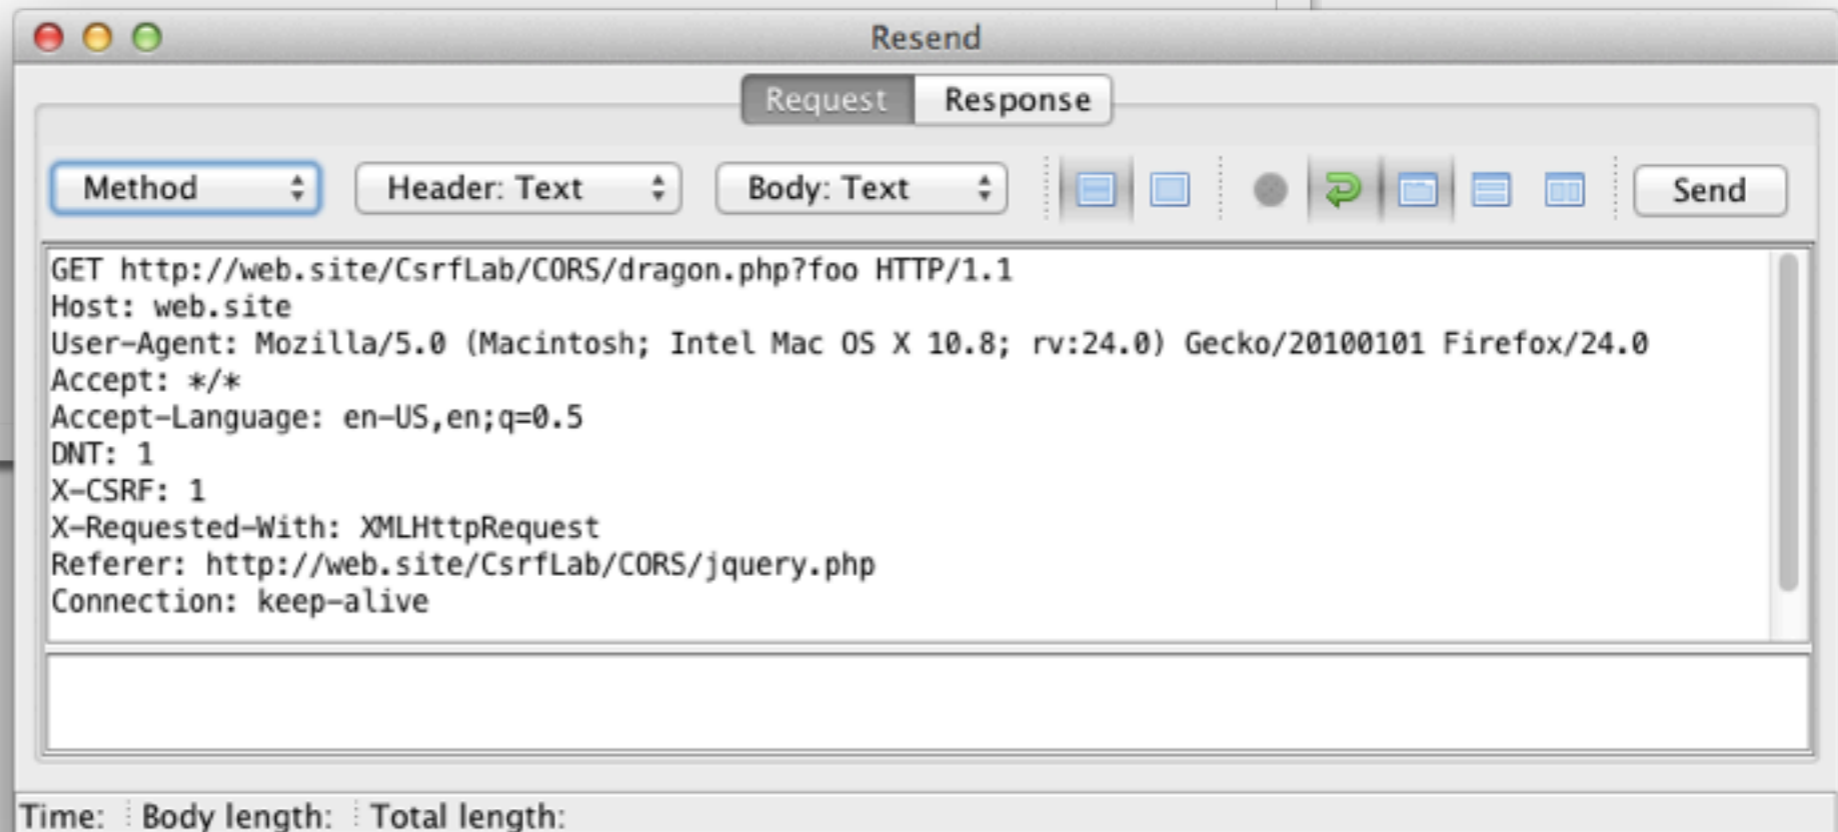 Resend
Request Response
Method Header: Text Body: Text Send
GET http://web.site/CsrfLab/CORS/dragon.php?foo HTTP/1.1
Host: web.site
User-Agent: Mozilla/5.0 (Macintosh; Intel Mac OS X 10.8; rv:24.0) Gecko/20100101 Firefox/24.0
Accept: */*
Accept-Language: en-US,en;q=0.5
DNT: 1
X-CSRF: 1
X-Requested-With: XMLHttpRequest
Referer: http://web.site/CsrfLab/CORS/jquery.php
Connection: keep-alive
Time: Body length: Total length: